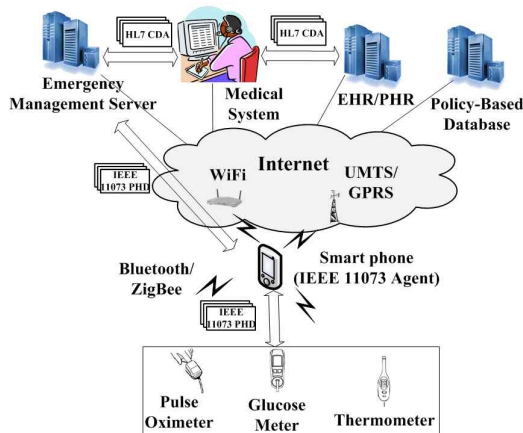 HL7 CDA
HL7 CDA
Emergency
Management Server
Medical
System
EHR/PHR
Policy-Based
Database
Internet
WiFi
UMTS/
GPRS
IEEE
11073 PHD
Smart phone
(IEEE 11073 Agent)
Bluetooth/
ZigBee
IEEE
11073 PHD
Pulse
Oximeter
Glucose
Meter
Thermometer